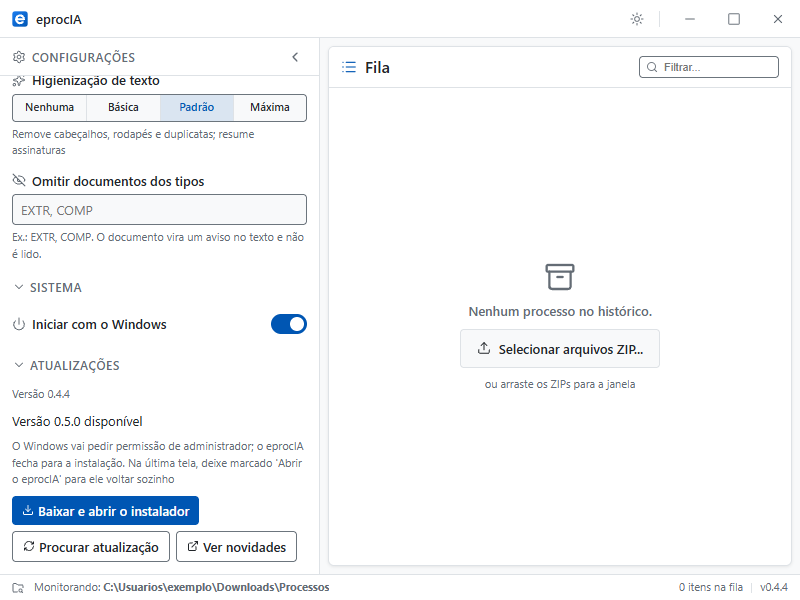 eprocIA
CONFIGURAÇÕES
Higienização de texto
Nenhuma
Básica
Padrão
Máxima
Remove cabeçalhos, rodapés e duplicatas; resume
assinaturas
Omitir documentos dos tipos
EXTR, COMP
Ex.: EXTR, COMP. O documento vira um aviso no texto e não
é lido.
SISTEMA
Iniciar com o Windows
ATUALIZAÇÕES
Versão 0.4.4
Versão 0.5.0 disponível
O Windows vai pedir permissão de administrador; o eprocIA
fecha para a instalação. Na última tela, deixe marcado 'Abrir
o eprocIA' para ele voltar sozinho
Baixar e abrir o instalador
Procurar atualização
Ver novidades
Fila
Filtrar...
Nenhum processo no histórico.
Selecionar arquivos ZIP...
ou arraste os ZIPs para a janela
Monitorando: C:\Usuarios\exemplo\Downloads\Processos
0 itens na fila
v0.4.4